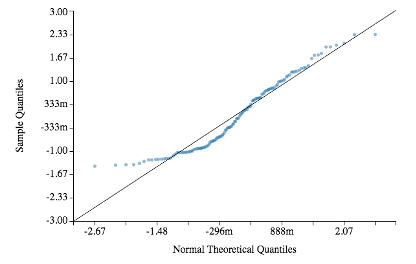 3.00
2.33
1.67
1.00
333m
-333m
-1.00
-1.67
-2.33
-3.00
Sample Quantiles
-2.67 -1.48 -296m 888m 2.07
Normal Theoretical Quantiles